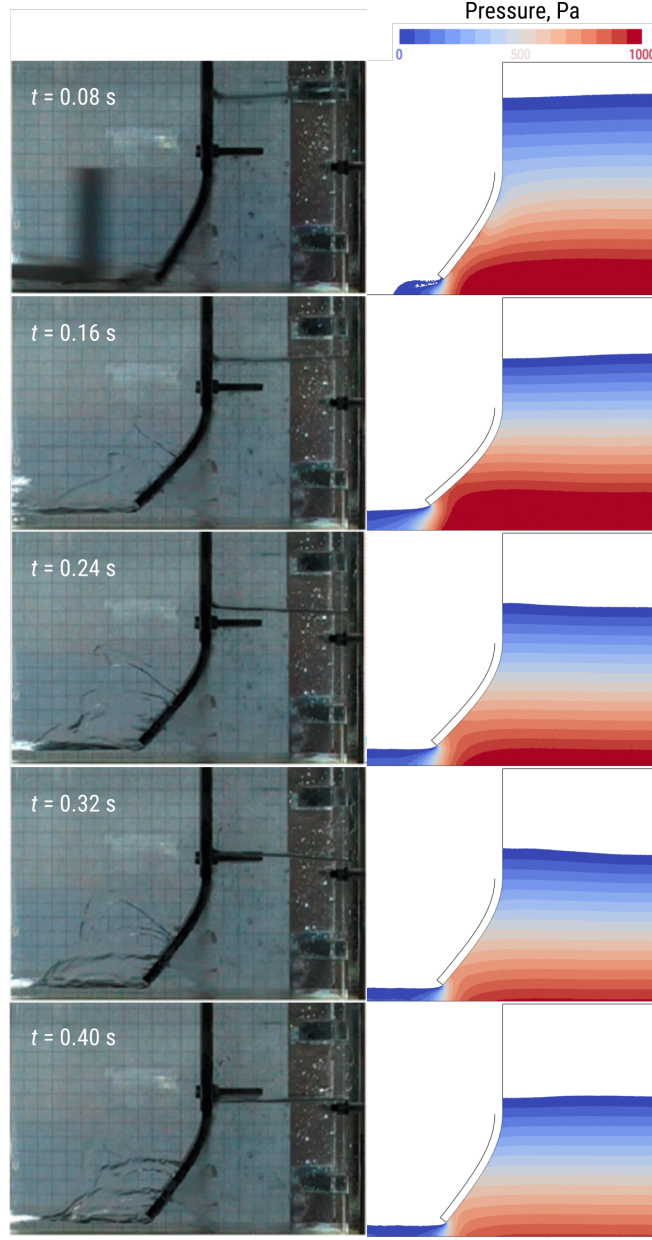 Pressure, Pa
0 500 1000
t = 0.08 s
t = 0.16 s
t = 0.24 s
t = 0.32 s
t = 0.40 s